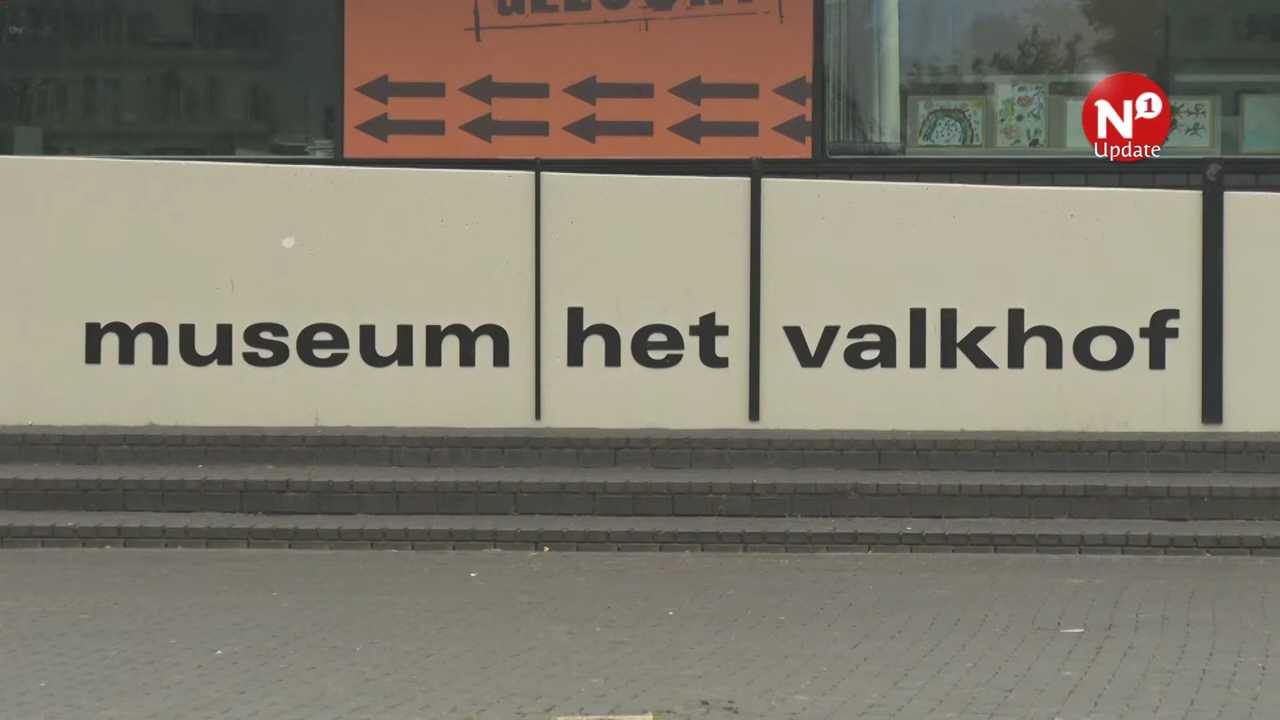 N1
Update
museum het valkhof